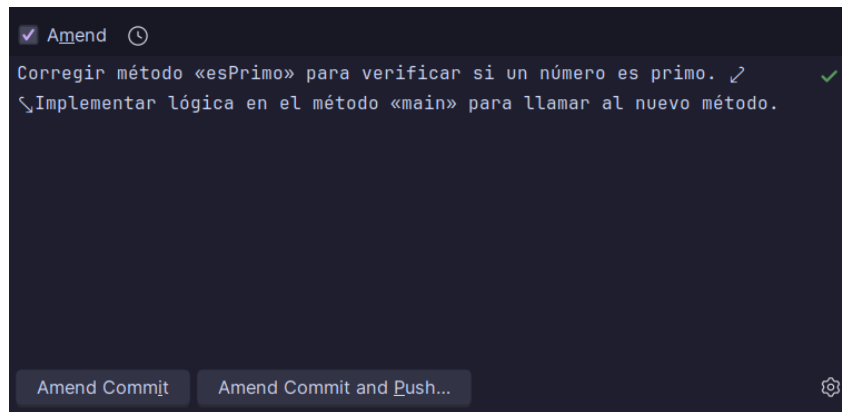 Amend
Corregir método «esPrimo» para verificar si un número es primo.
Implementar lógica en el método «main» para llamar al nuevo método.
Amend Commit
Amend Commit and Push...